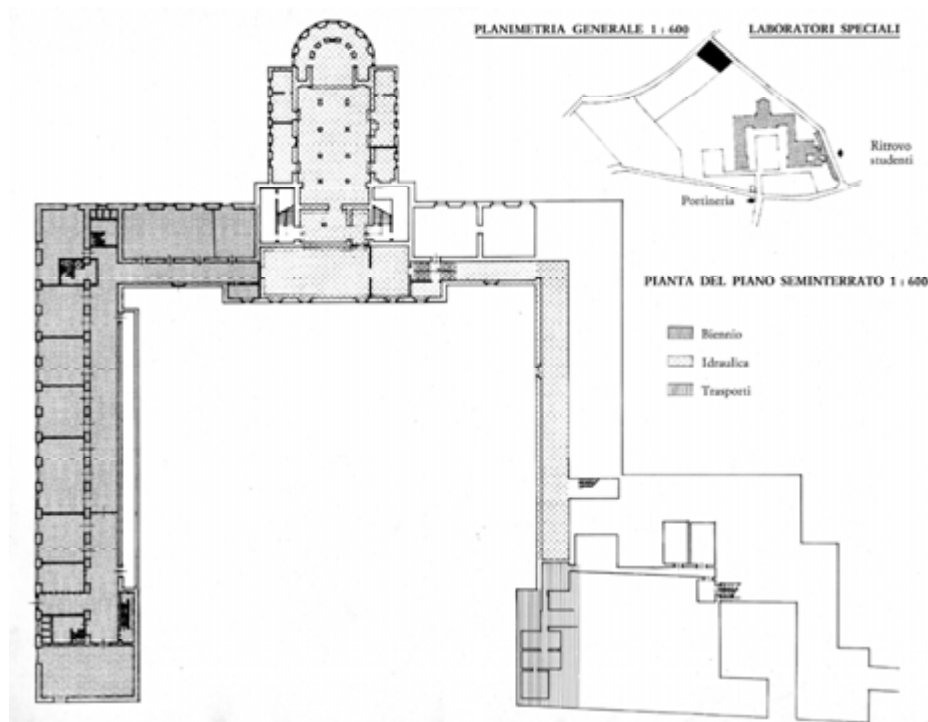 PLANIMETRIA GENERALE 1 : 600
LABORATORI SPECIALI
Ritrovo
studenti
Portineria
PIANTA DEL PIANO SEMINTERRATO 1 : 600
Biennio
Idraulica
Trasporti